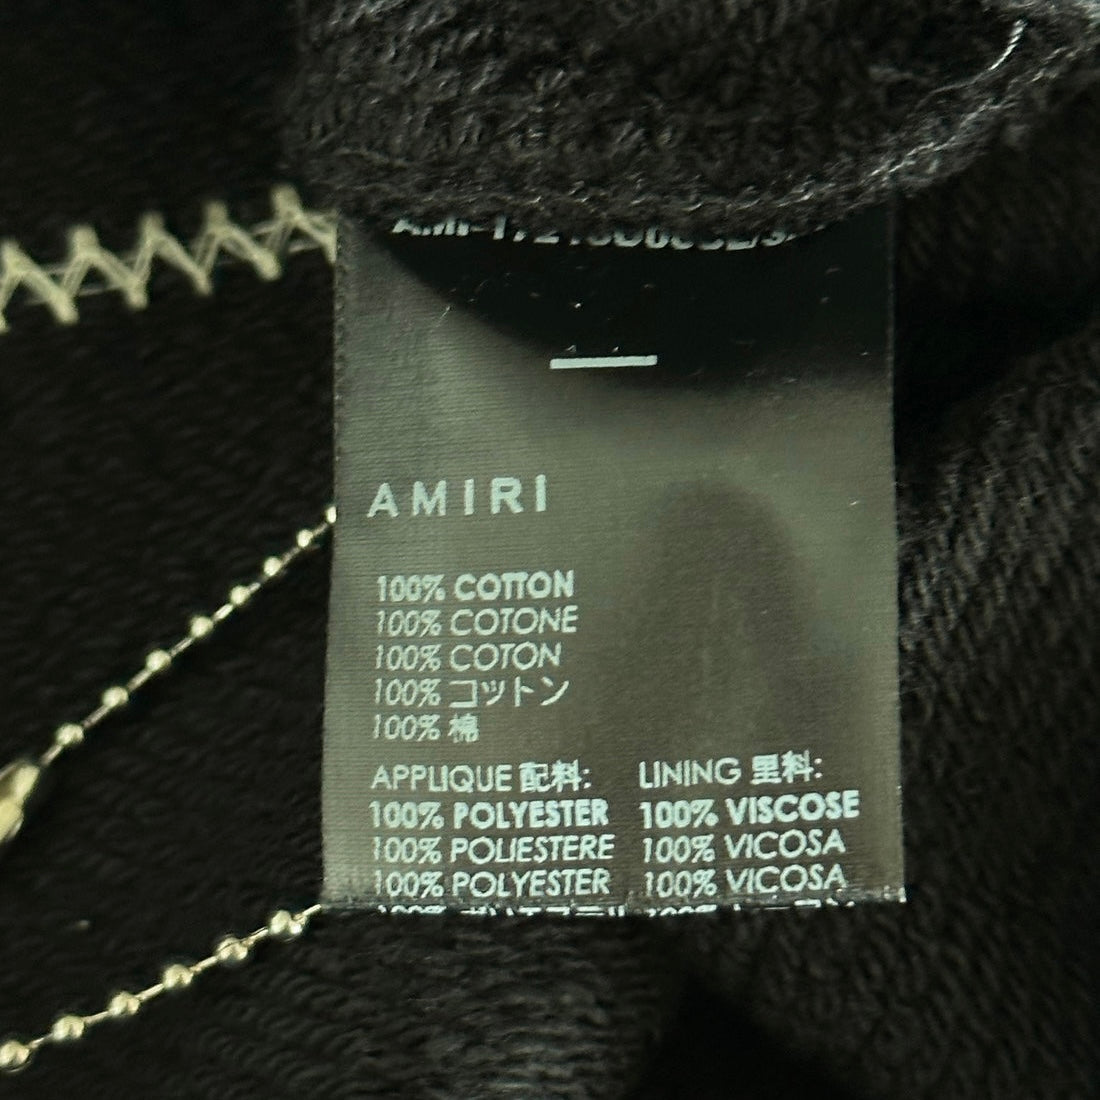 AMIRI
100% COTTON
100% COTONE
100% COTON
100% コットン
100% 棉
APPLIQUE 配料: LINING 里料:
100% POLYESTER 100% VISCOSE
100% POLIESTERE 100% VICOSA
100% POLYESTER 100% VICOSA